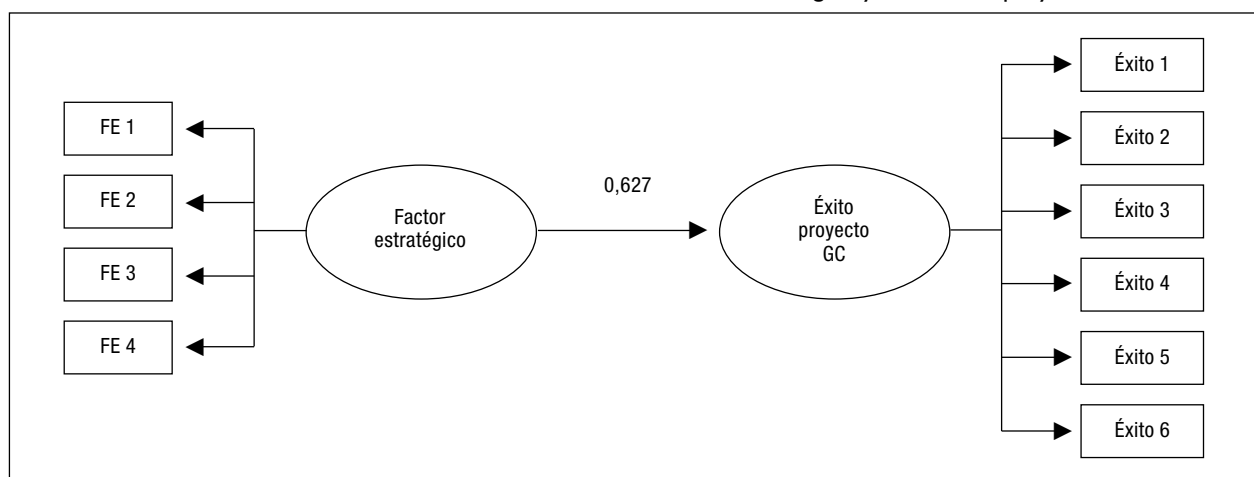 FE 1
FE 2
FE 3
FE 4
Factor
estratégico
0,627
Éxito
proyecto
GC
Éxito 1
Éxito 2
Éxito 3
Éxito 4
Éxito 5
Éxito 6